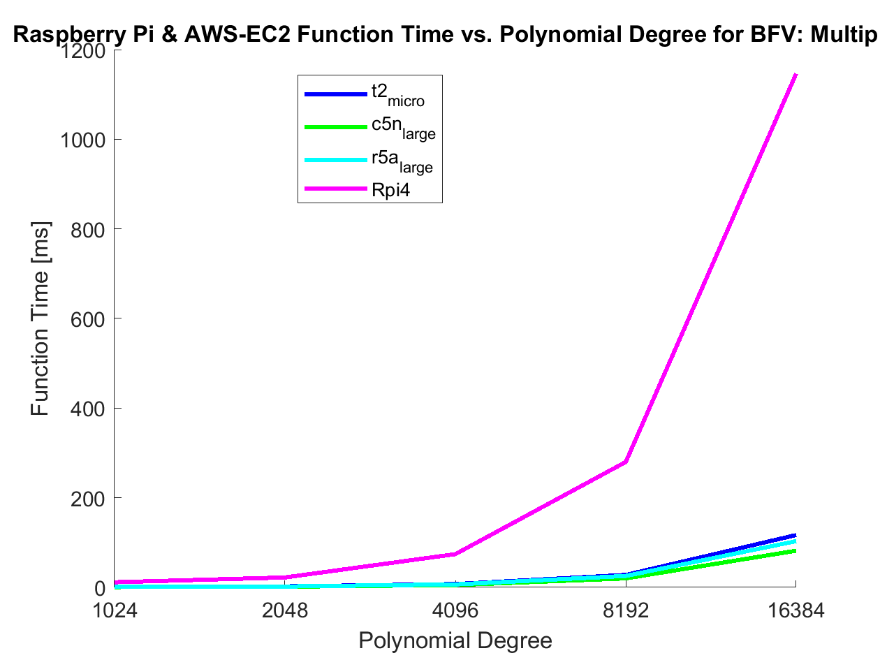 Raspberry Pi & AWS-EC2 Function Time vs. Polynomial Degree for BFV: Multip
1200
1000
800
600
400
200
0
Function Time [ms]
t2micro
c5nlarge
r5alarge
Rpi4
1024 2048 4096 8192 16384
Polynomial Degree